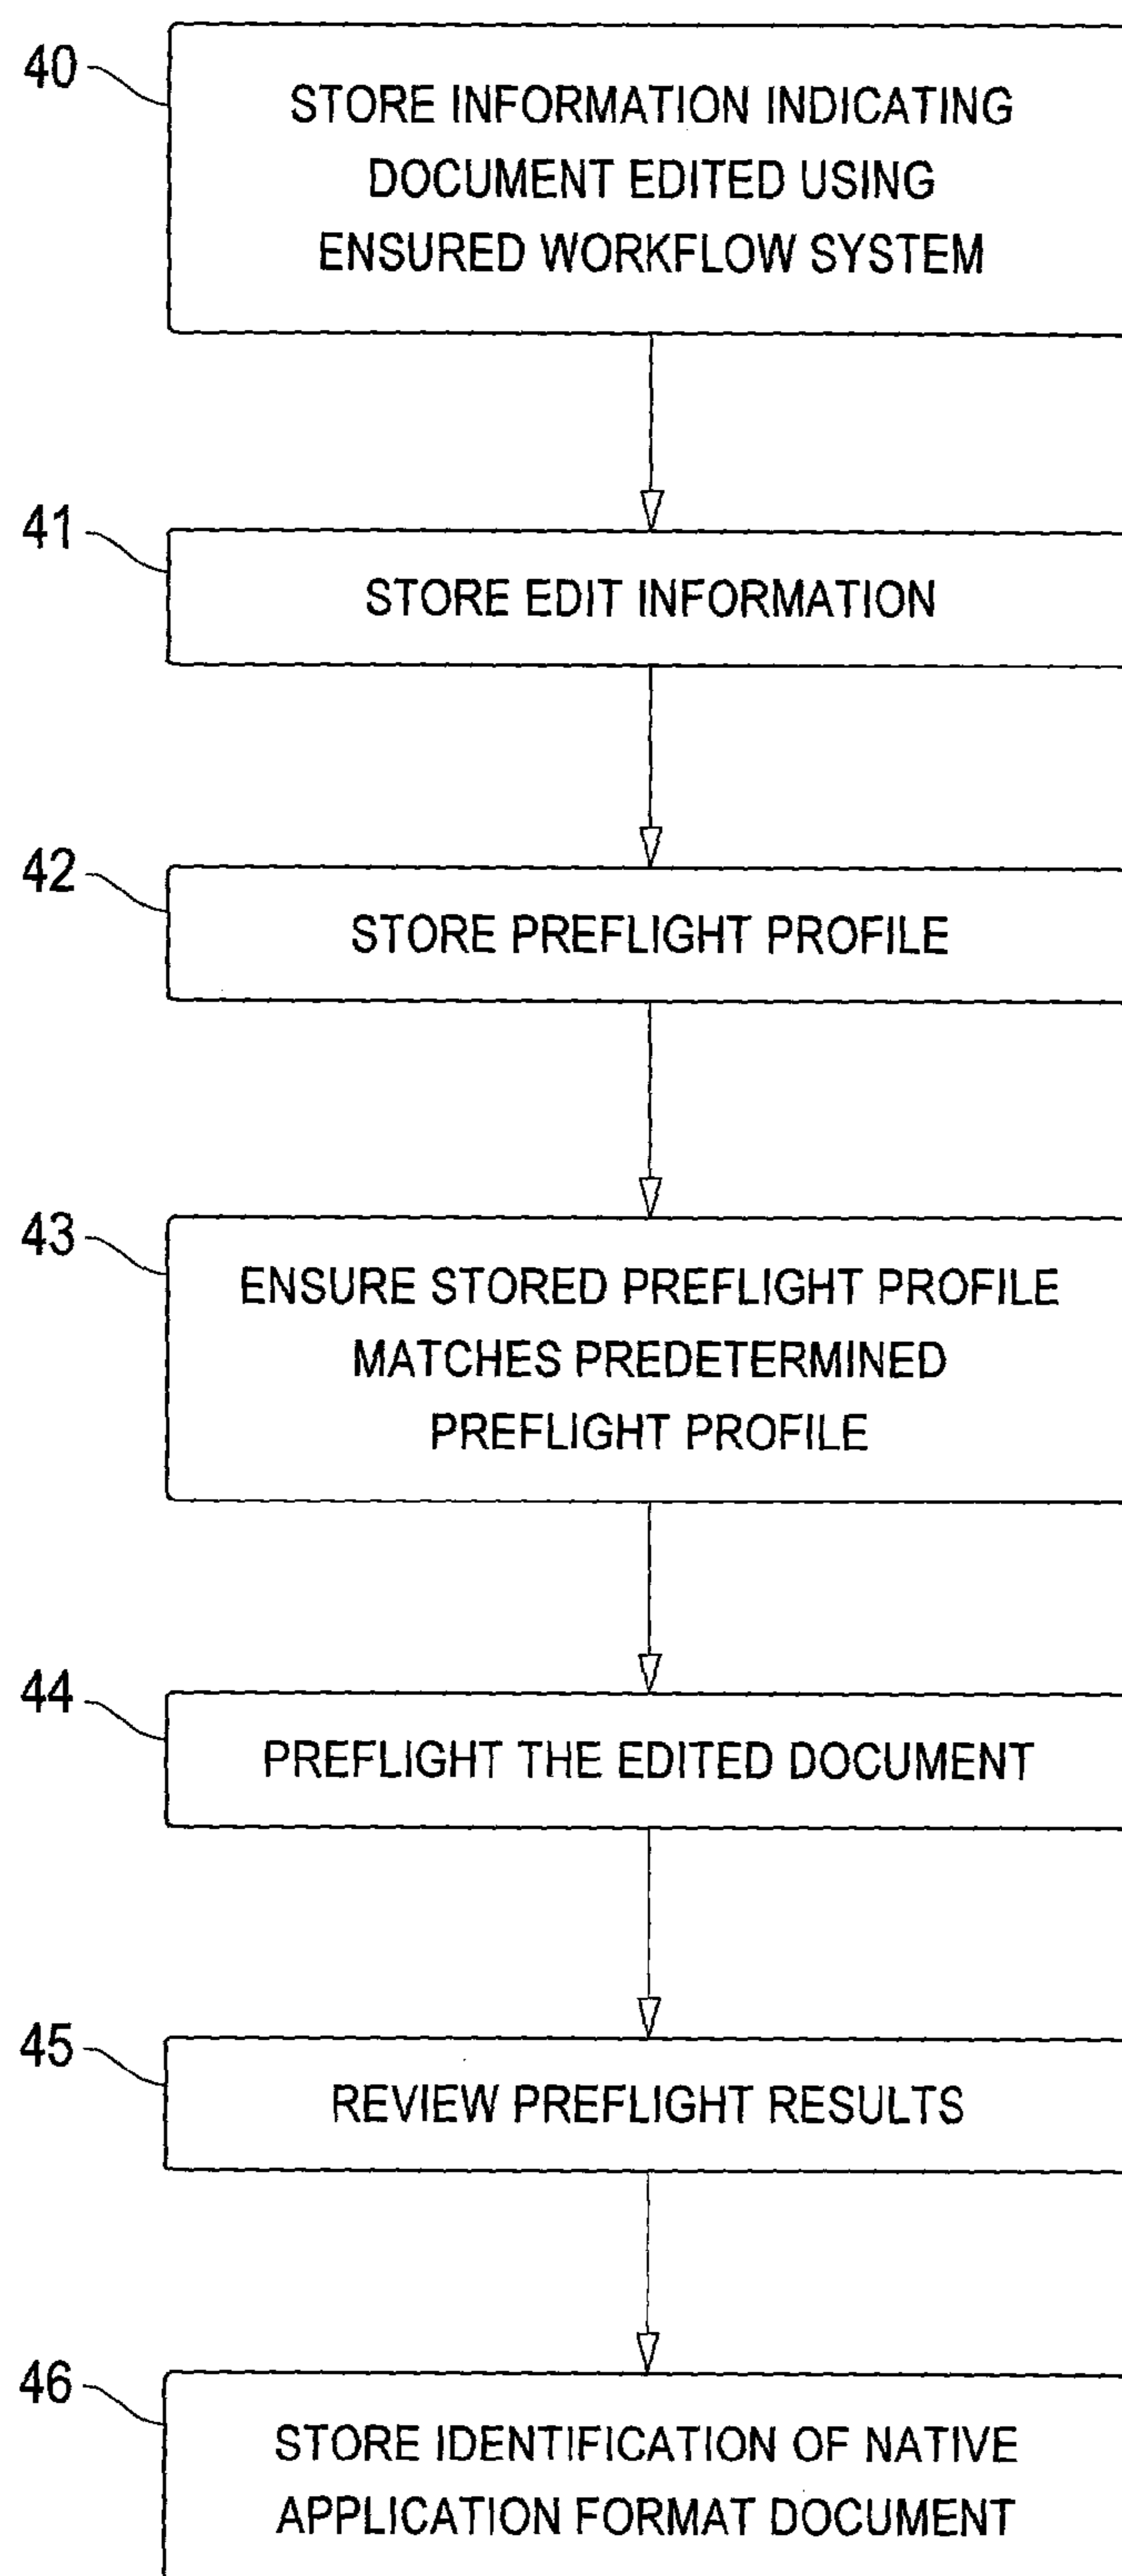 40
STORE INFORMATION INDICATING
DOCUMENT EDITED USING
ENSURED WORKFLOW SYSTEM
41
STORE EDIT INFORMATION
42
STORE PREFLIGHT PROFILE
43
ENSURE STORED PREFLIGHT PROFILE
MATCHES PREDETERMINED
PREFLIGHT PROFILE
44
PREFLIGHT THE EDITED DOCUMENT
45
REVIEW PREFLIGHT RESULTS
46
STORE IDENTIFICATION OF NATIVE
APPLICATION FORMAT DOCUMENT